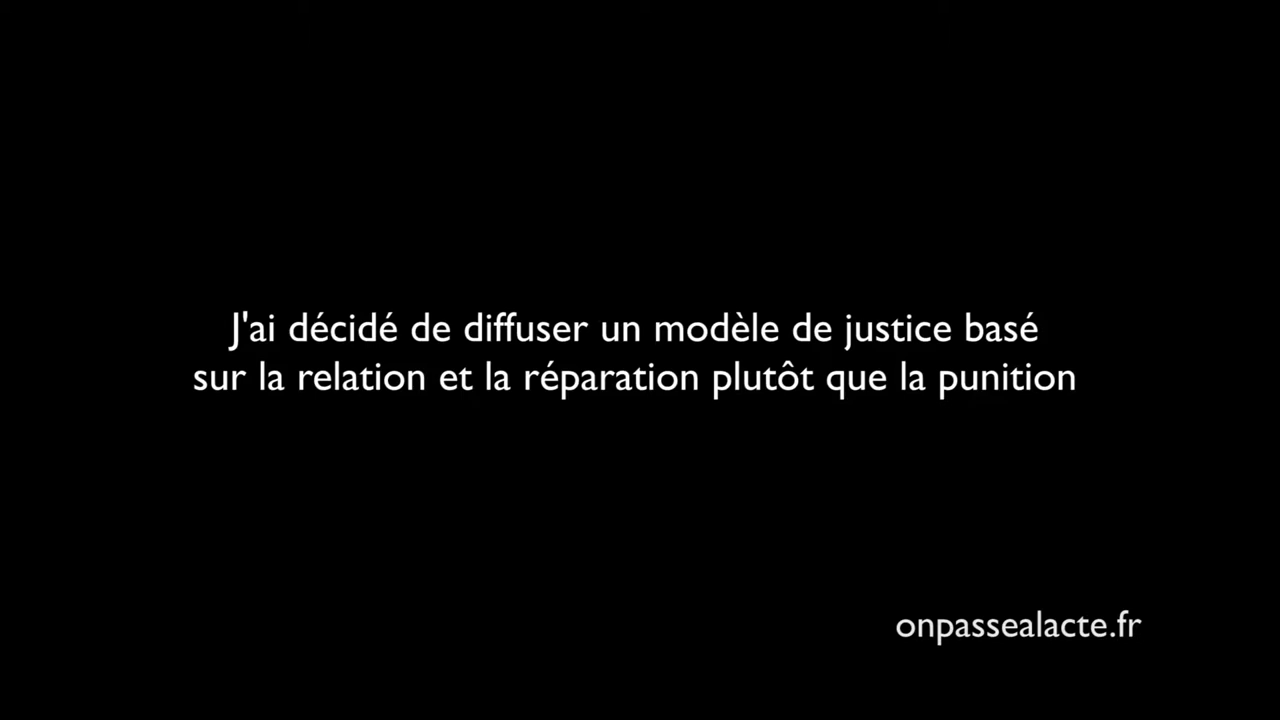 J'ai décidé de diffuser un modèle de justice basé
sur la relation et la réparation plutôt que la punition
onpassealacte.fr